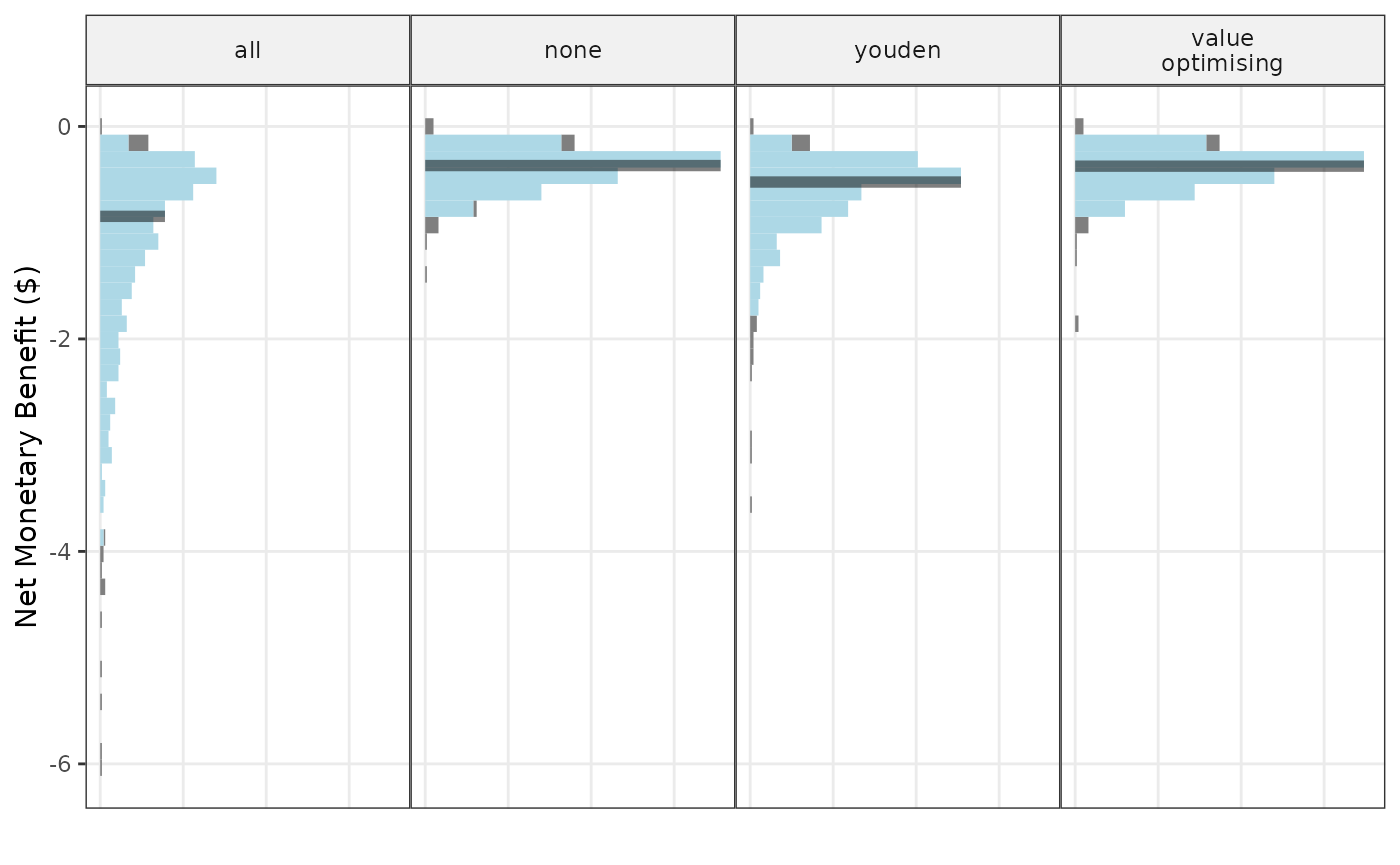 all
none
youden
value
optimising
Net Monetary Benefit ($)
0
-2
-4
-6